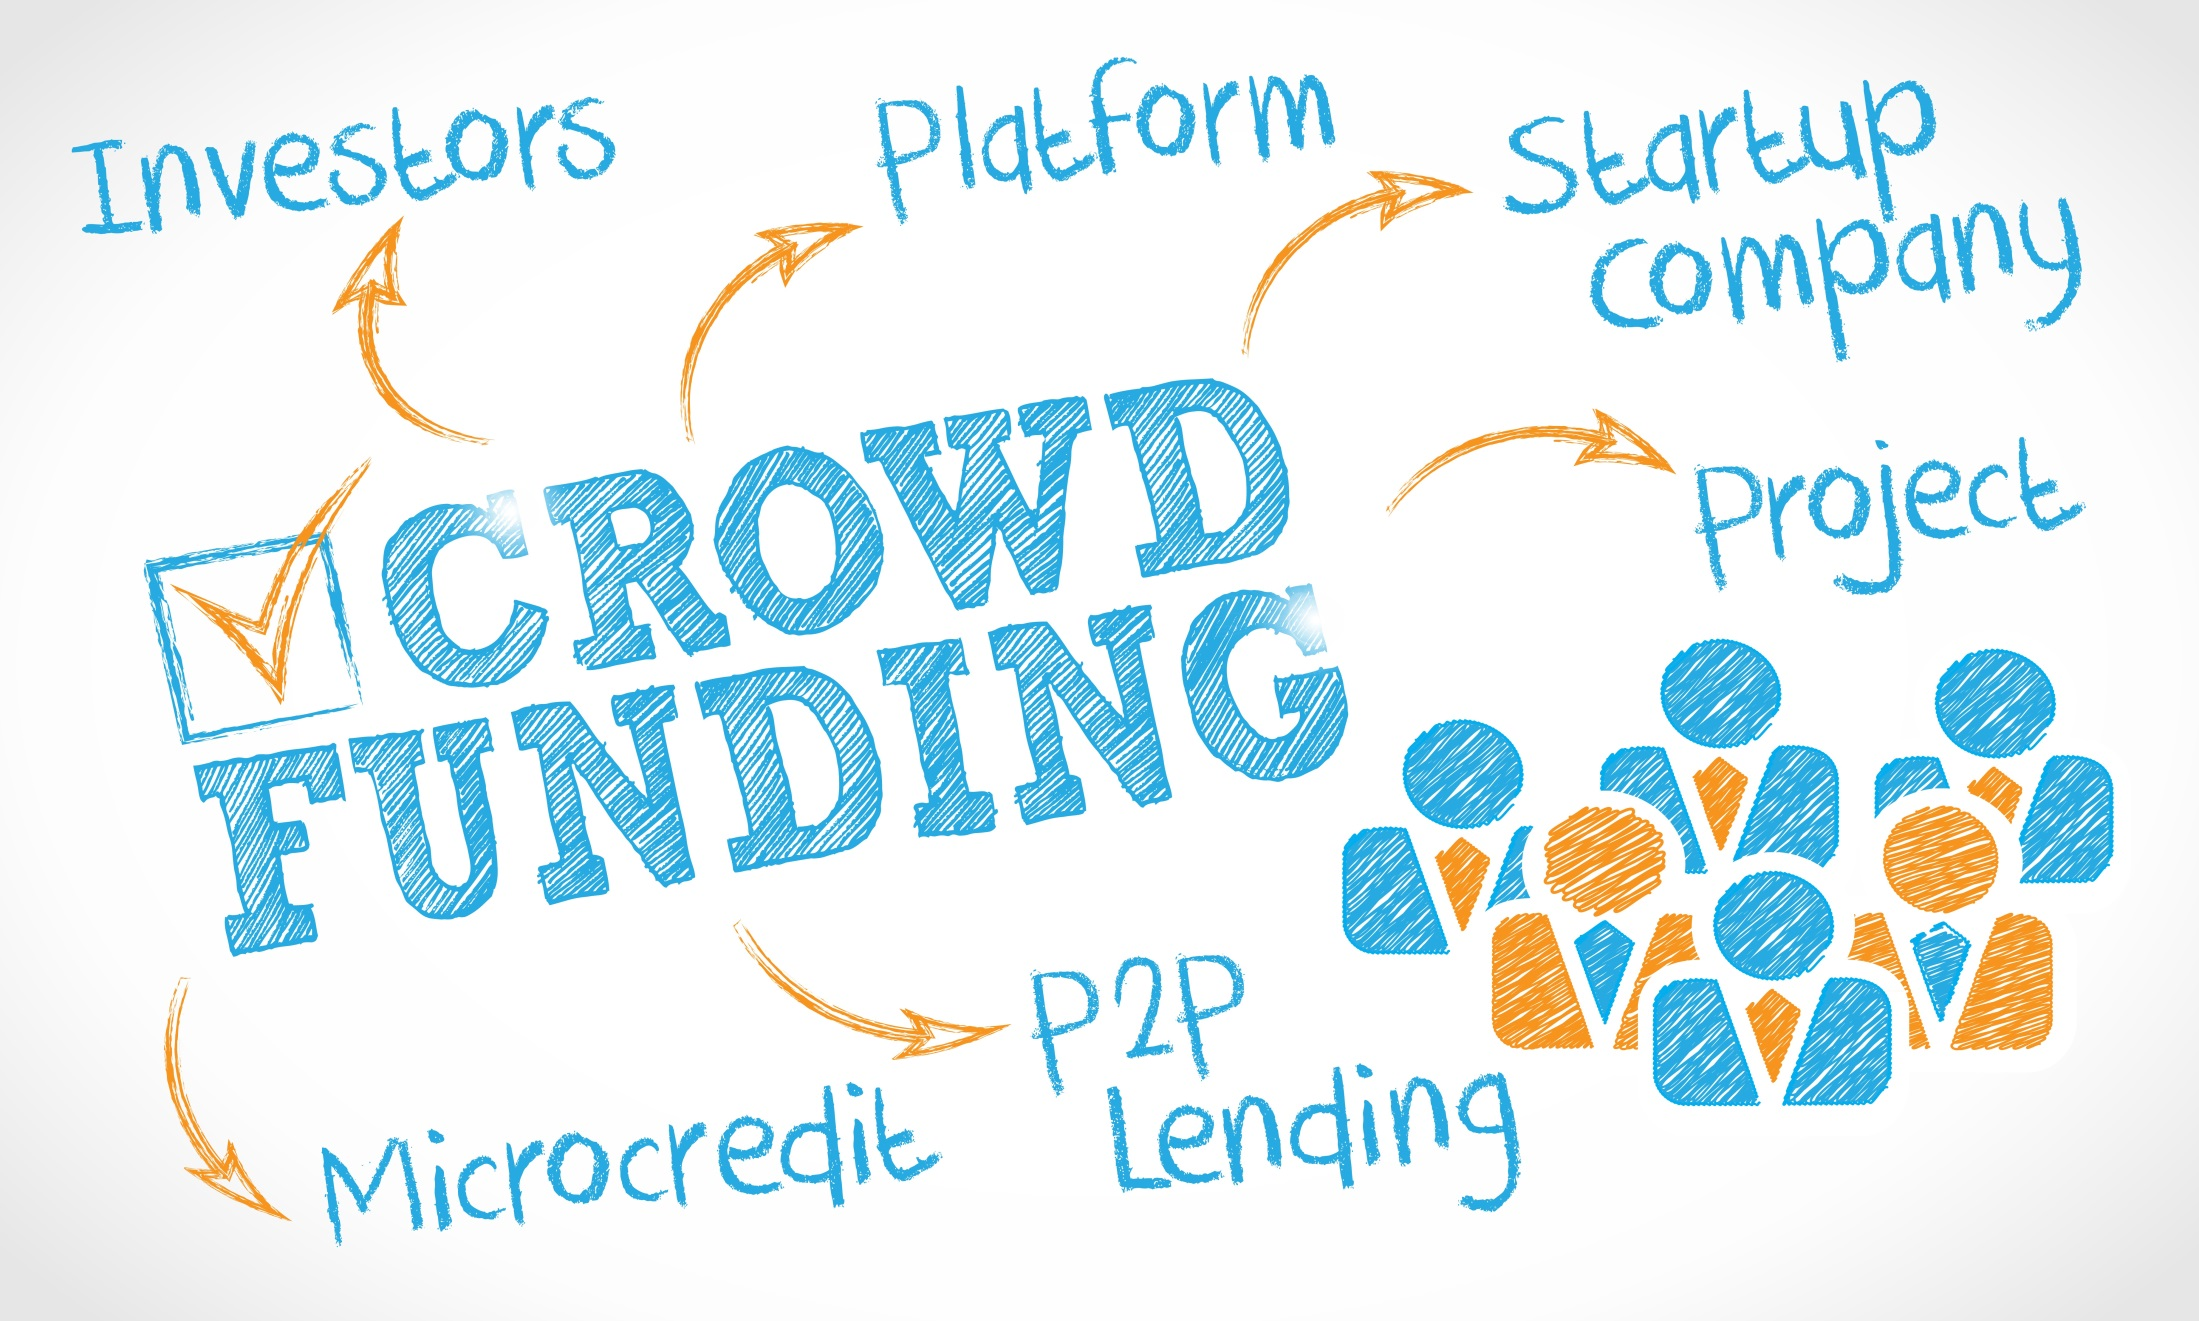 Investors
Platform
Startup
company
Project
CROWD
FUNDING
P2P
Lending
Microcredit